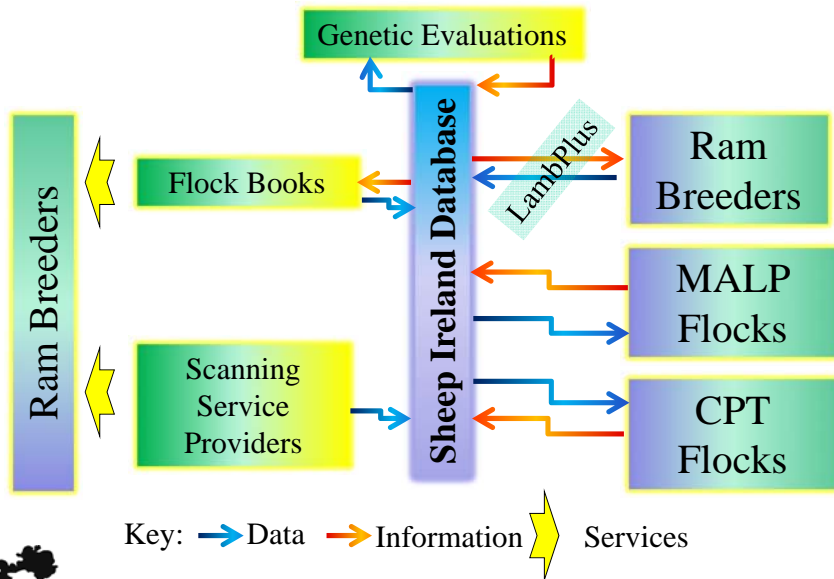 Genetic Evaluations
Ram Breeders
Flock Books
Scanning
Service
Providers
Sheep Ireland Database
LambPlus
Ram
Breeders
MALP
Flocks
CPT
Flocks
Key: Data Information Services